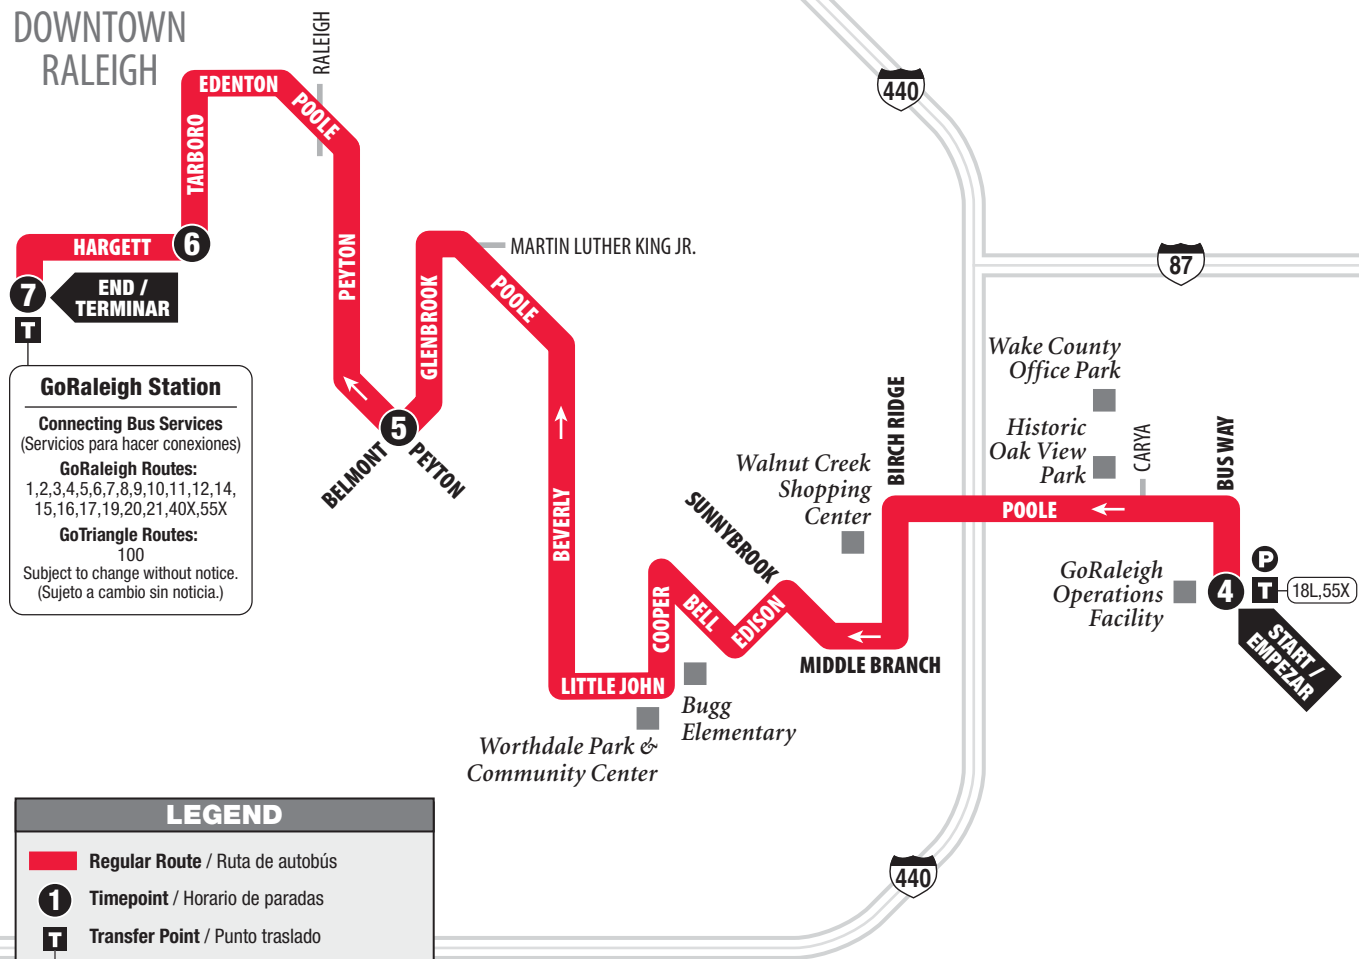 DOWNTOWN
RALEIGH
RALEIGH
EDENTON
POOLE
TARBORO
HARGETT
6
7
END /
TERMINAR
T
PEYTON
GLENBROOK
POOLE
MARTIN LUTHER KING JR.
5
BELMONT
PEYTON
GoRaleigh Station
Connecting Bus Services
(Servicios para hacer conexiones)
GoRaleigh Routes:
1,2,3,4,5,6,7,8,9,10,11,12,14,
15,16,17,19,20,21,40X,55X
GoTriangle Routes:
100
Subject to change without notice.
(Sujeto a cambio sin noticia.)
BEVERLY
LITTLE JOHN
COOPER
BELL
EDISON
SUNNYBROOK
MIDDLE BRANCH
BIRCH RIDGE
Walnut Creek
Shopping
Center
Bugg
Elementary
Worthdale Park &
Community Center
440
87
Wake County
Office Park
Historic
Oak View
Park
CARYA
BUS WAY
POOLE
GoRaleigh
Operations
Facility
P
4
T
18L,55X
START /
EMPEZAR
440
LEGEND
Regular Route / Ruta de autobús
1 Timepoint / Horario de paradas
T Transfer Point / Punto traslado